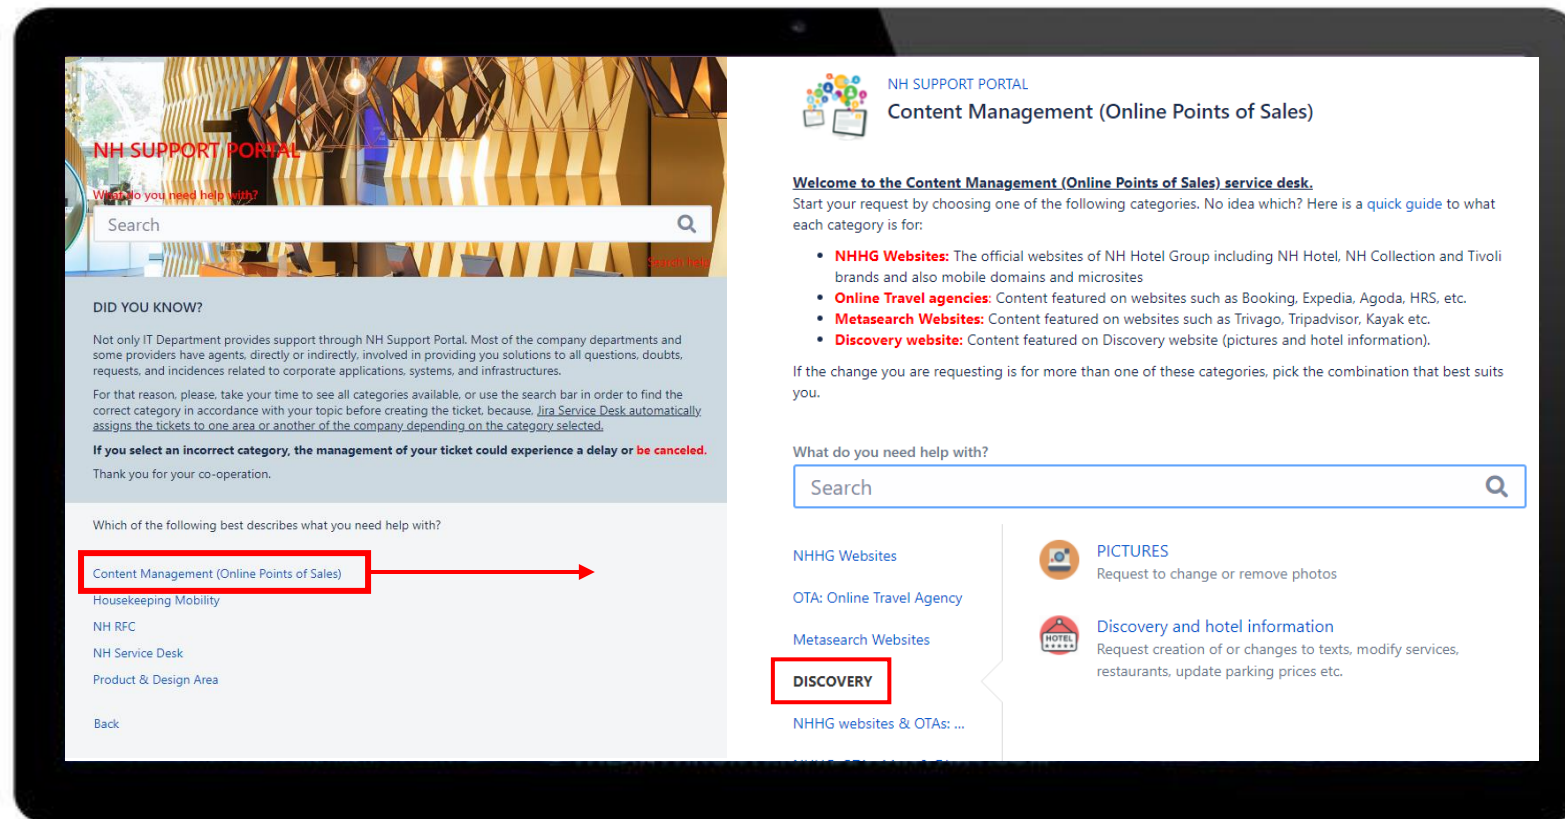 NH SUPPORT PORTAL
What do you need help with?
Search
Search help
DID YOU KNOW?
Not only IT Department provides support through NH Support Portal. Most of the company departments and
some providers have agents, directly or indirectly, involved in providing you solutions to all questions, doubts,
requests, and incidences related to corporate applications, systems, and infrastructures.
For that reason, please, take your time to see all categories available, or use the search bar in order to find the
correct category in accordance with your topic before creating the ticket, because, Jira Service Desk automatically
assigns the tickets to one area or another of the company depending on the category selected.
If you select an incorrect category, the management of your ticket could experience a delay or be canceled.
Thank you for your co-operation.
Which of the following best describes what you need help with?
Content Management (Online Points of Sales)
Housekeeping Mobility
NH RFC
NH Service Desk
Product & Design Area
Back
NH SUPPORT PORTAL
Content Management (Online Points of Sales)
Welcome to the Content Management (Online Points of Sales) service desk.
Start your request by choosing one of the following categories. No idea which? Here is a quick guide to what
each category is for:
• NHHG Websites: The official websites of NH Hotel Group including NH Hotel, NH Collection and Tivoli
brands and also mobile domains and microsites
• Online Travel agencies: Content featured on websites such as Booking, Expedia, Agoda, HRS, etc.
• Metasearch Websites: Content featured on websites such as Trivago, Tripadvisor, Kayak etc.
• Discovery website: Content featured on Discovery website (pictures and hotel information).
If the change you are requesting is for more than one of these categories, pick the combination that best suits
you.
What do you need help with?
Search
NHHG Websites
OTA: Online Travel Agency
Metasearch Websites
DISCOVERY
NHHG websites & OTAs: ...
PICTURES
Request to change or remove photos
HOTEL
Discovery and hotel information
Request creation of or changes to texts, modify services,
restaurants, update parking prices etc.